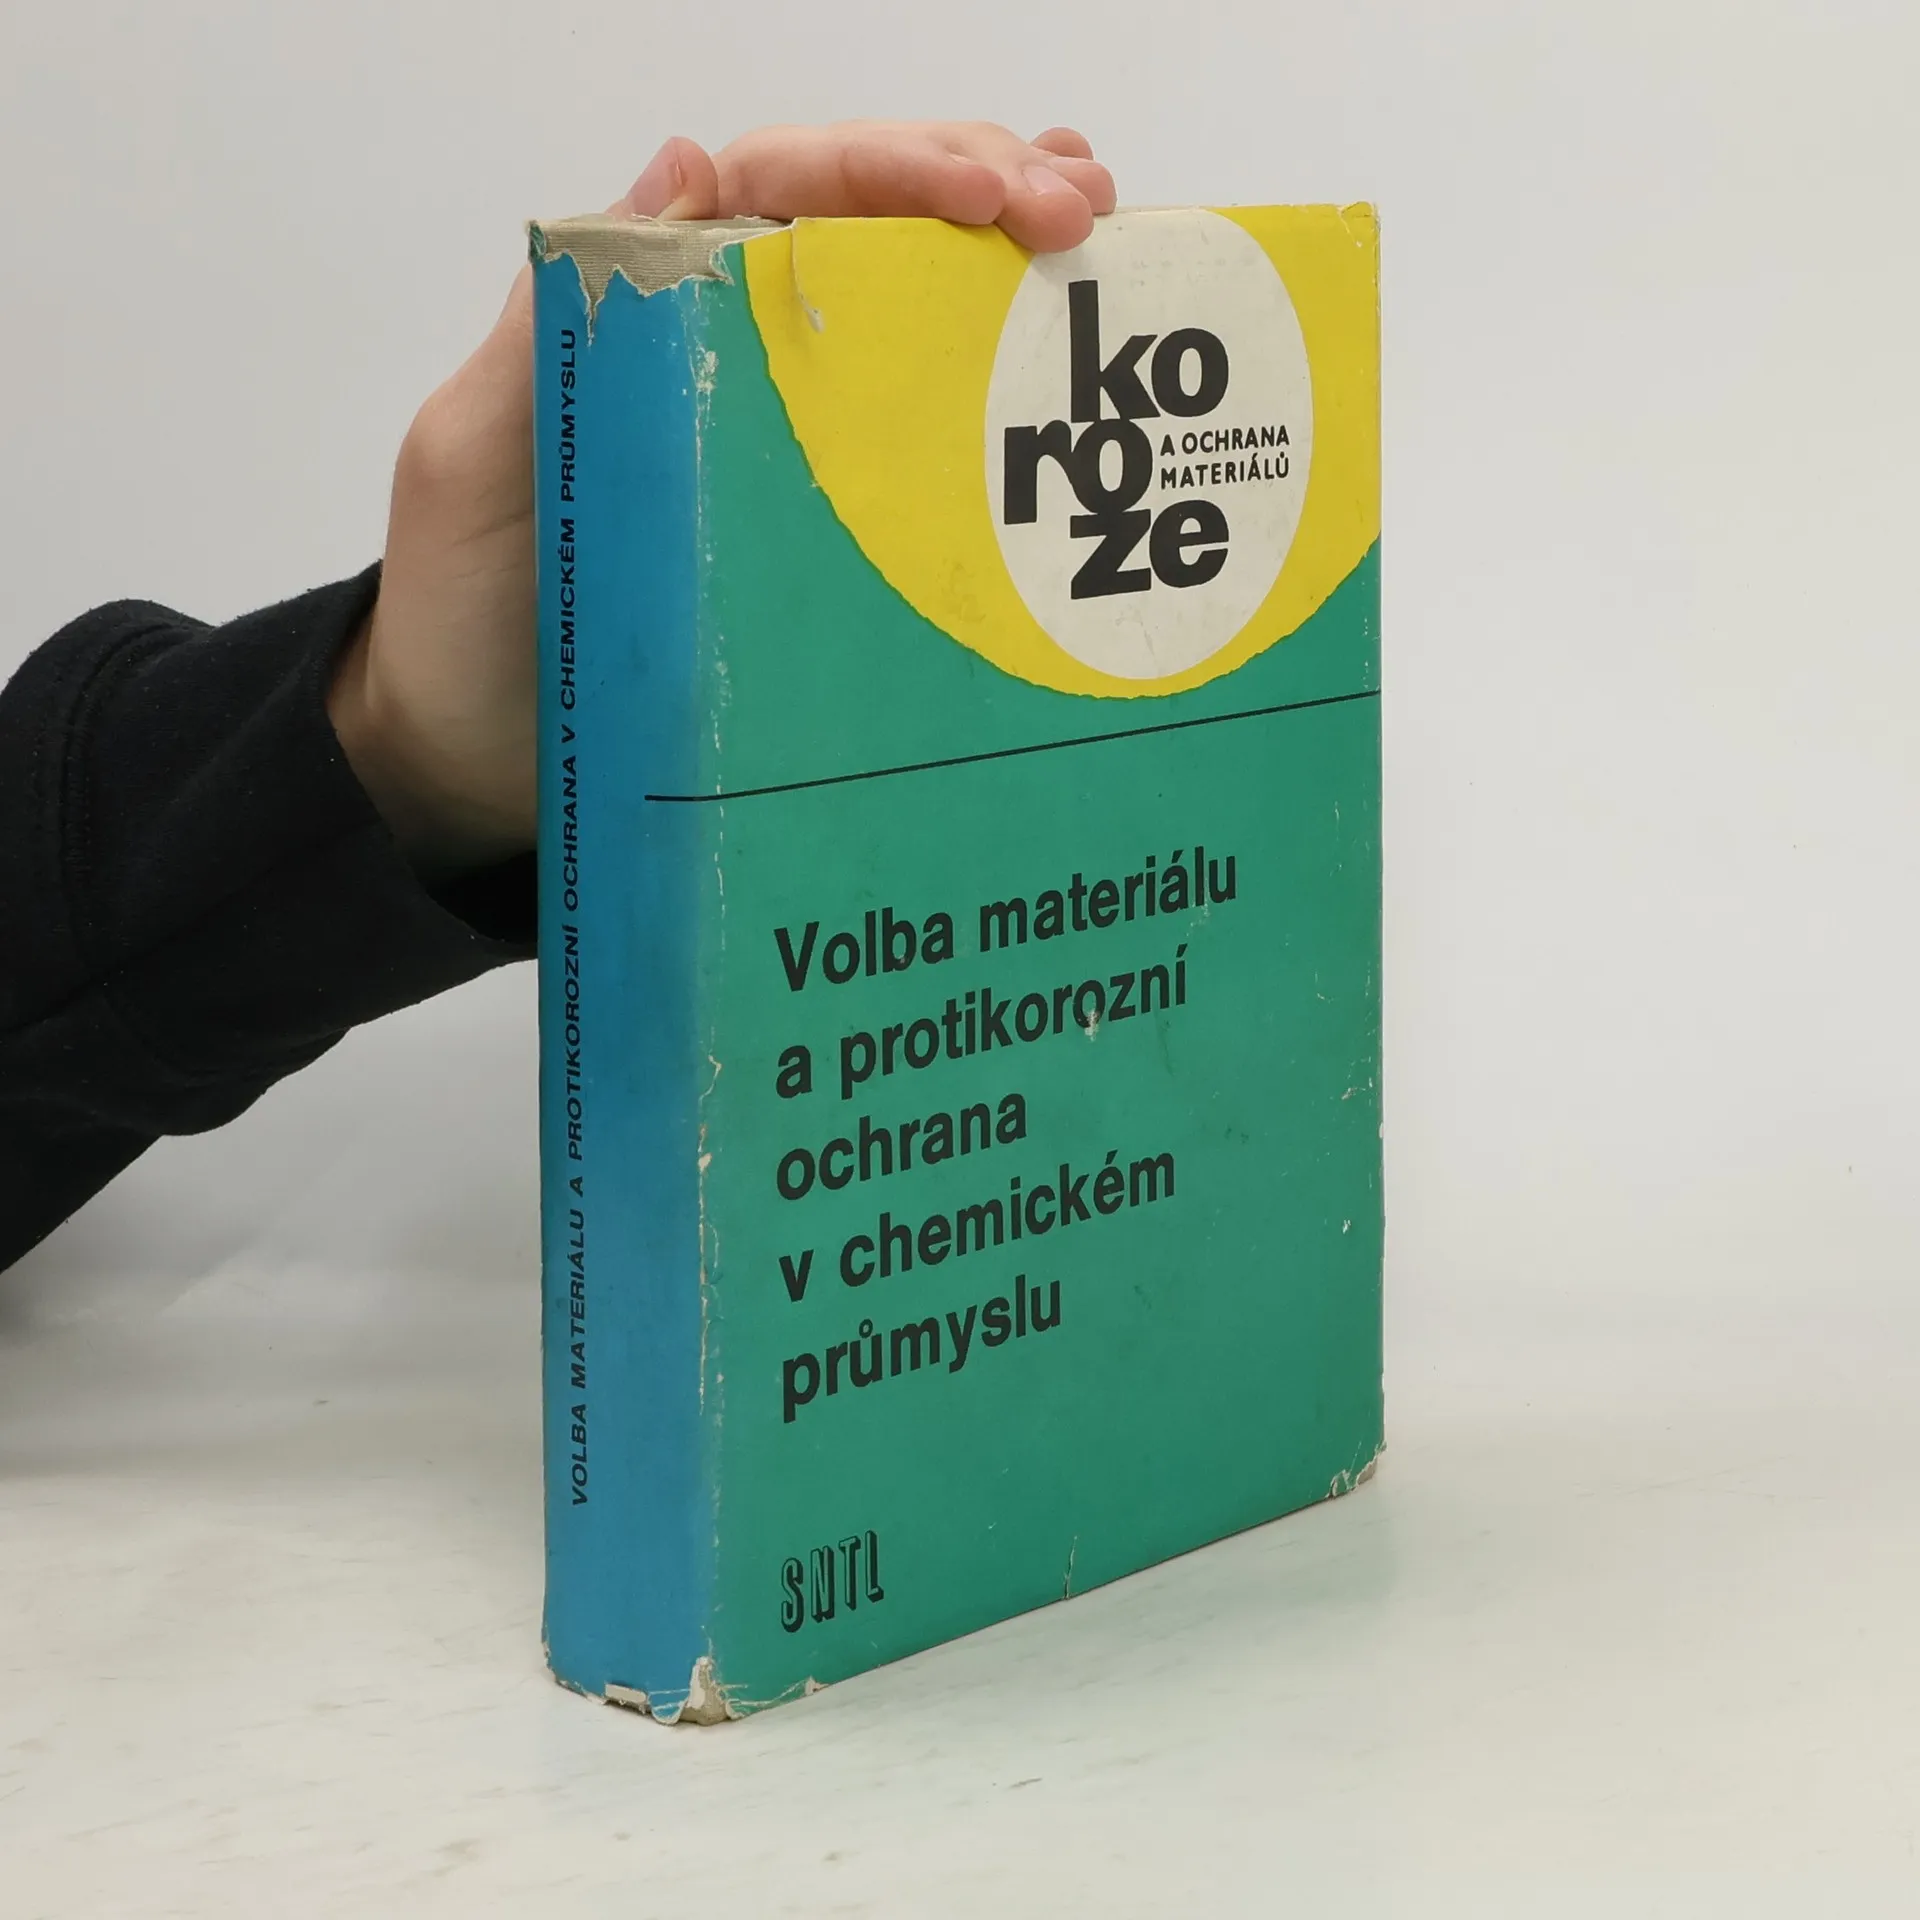 VOLBA MATERIÁLU A PROTIKOROZNÍ OCHRANA V CHEMICKÉM PRŮMYSLU
ko
ro
ze
A OCHRANA
MATERIÁLŮ
Volba materiálu
a protikorozní
ochrana
v chemickém
průmyslu
SNTL